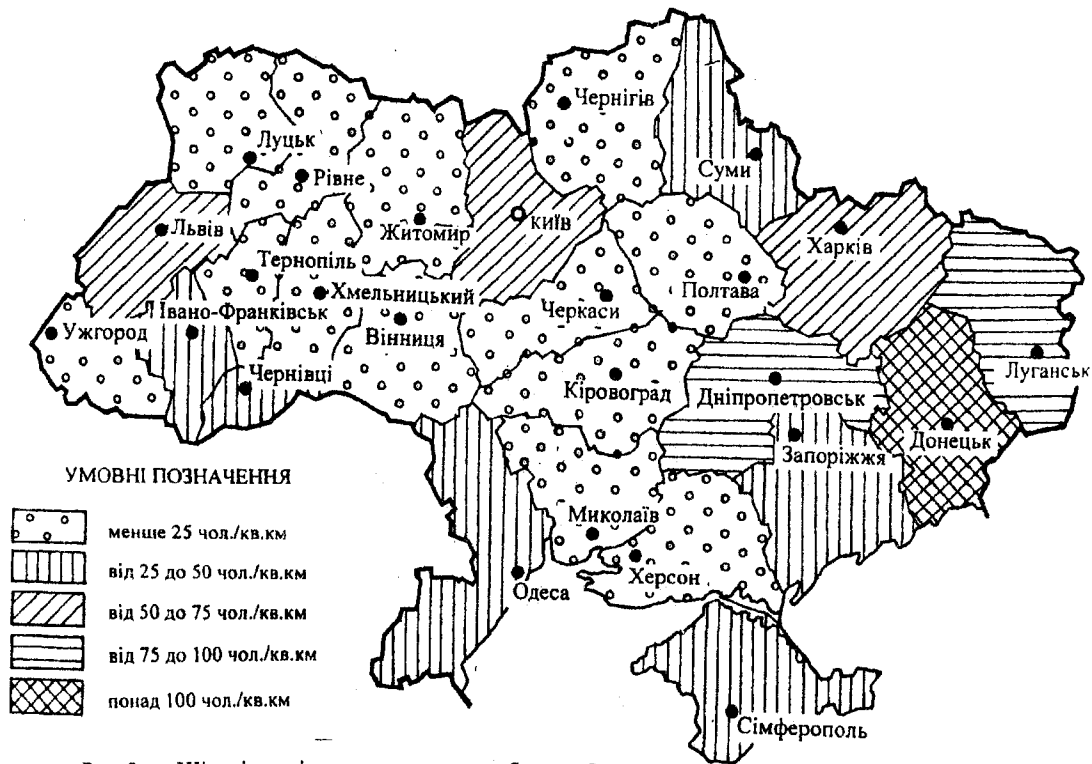 Чернігів
Луцьк
Суми
Рівне
Львів
Житомир
київ
Харків
Тернопіль
Хмельницький
Черкаси
Полтава
Ужгород
Івано-Франківськ
Вінниця
Чернівці
Кіровоград
Дніпропетровськ
Луганськ
Донецьк
Запоріжжя
Миколаїв
Херсон
Одеса
Сімферополь
УМОВНІ ПОЗНАЧЕННЯ
менше 25 чол./кв.км
від 25 до 50 чол./кв.км
від 50 до 75 чол./кв.км
від 75 до 100 чол./кв.км
понад 100 чол./кв.км